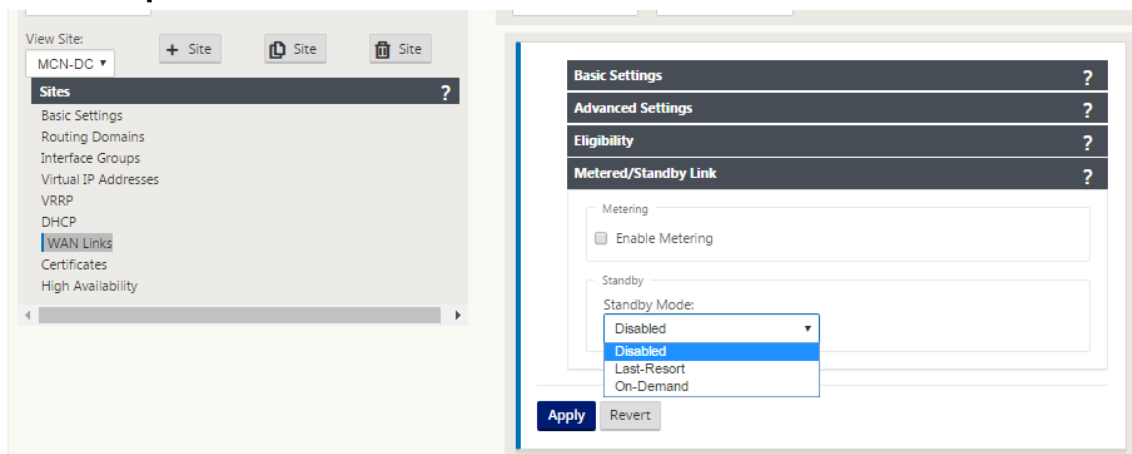 View Site:
MCN-DC
+ Site
Site
Site
Sites ?
Basic Settings
Routing Domains
Interface Groups
Virtual IP Addresses
VRRP
DHCP
WAN Links
Certificates
High Availability
Basic Settings ?
Advanced Settings ?
Eligibility ?
Metered/Standby Link ?
Metering
Enable Metering
Standby
Standby Mode:
Disabled
Disabled
Last-Resort
On-Demand
Apply Revert